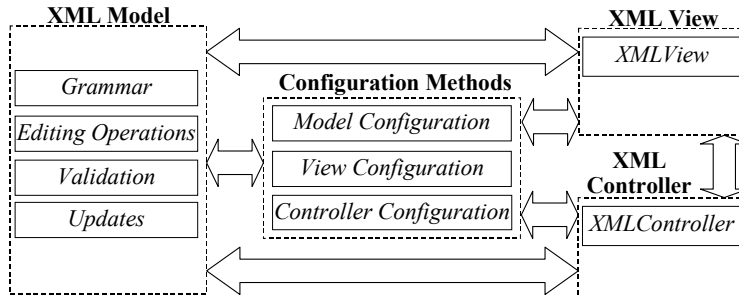 XML Model
Grammar
Editing Operations
Validation
Updates
Configuration Methods
Model Configuration
View Configuration
Controller Configuration
XML View
XMLView
XML
Controller
XMLController